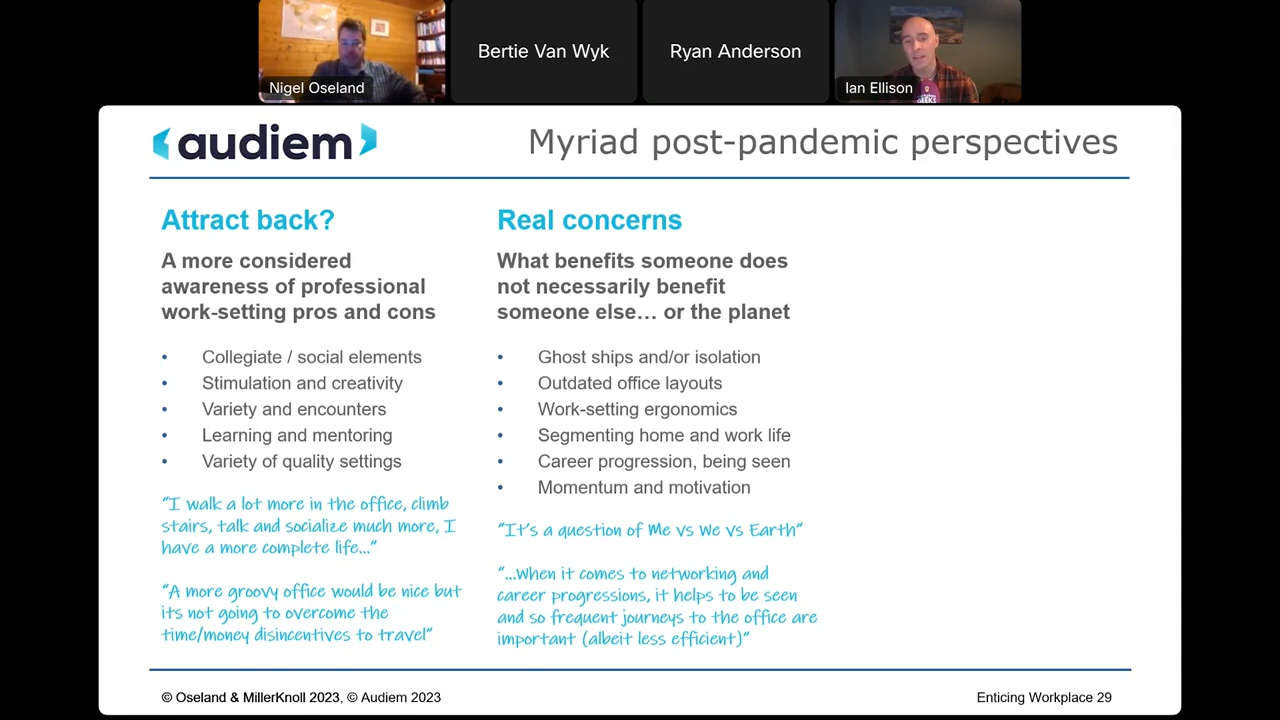 Nigel Oseland
Bertie Van Wyk
Ryan Anderson
Ian Ellison
audiem
Myriad post-pandemic perspectives
Attract back?
A more considered
awareness of professional
work-setting pros and cons
• Collegiate / social elements
• Stimulation and creativity
• Variety and encounters
• Learning and mentoring
• Variety of quality settings
"I walk a lot more in the office, climb
stairs, talk and socialize much more, I
have a more complete life..."
"A more groovy office would be nice but
its not going to overcome the
time/money disincentives to travel"
Real concerns
What benefits someone does
not necessarily benefit
someone else… or the planet
• Ghost ships and/or isolation
• Outdated office layouts
• Work-setting ergonomics
• Segmenting home and work life
• Career progression, being seen
• Momentum and motivation
"It's a question of Me vs We vs Earth"
"...When it comes to networking and
career progressions, it helps to be seen
and so frequent journeys to the office are
important (albeit less efficient)"
© Oseland & MillerKnoll 2023, © Audiem 2023
Enticing Workplace 29